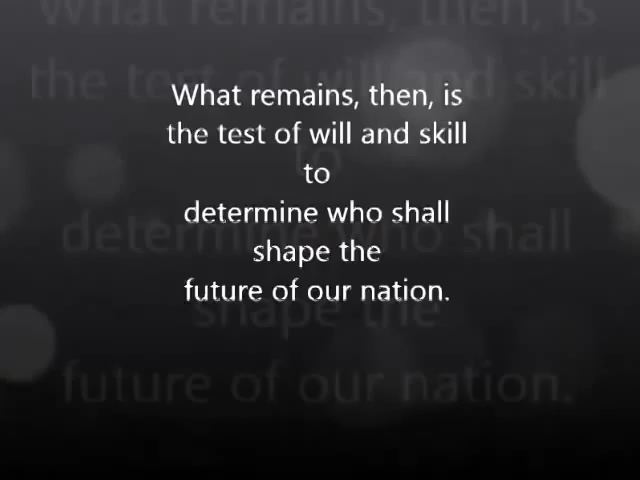 What remains, then, is
the test of will and skill
to
determine who shall
shape the
future of our nation.